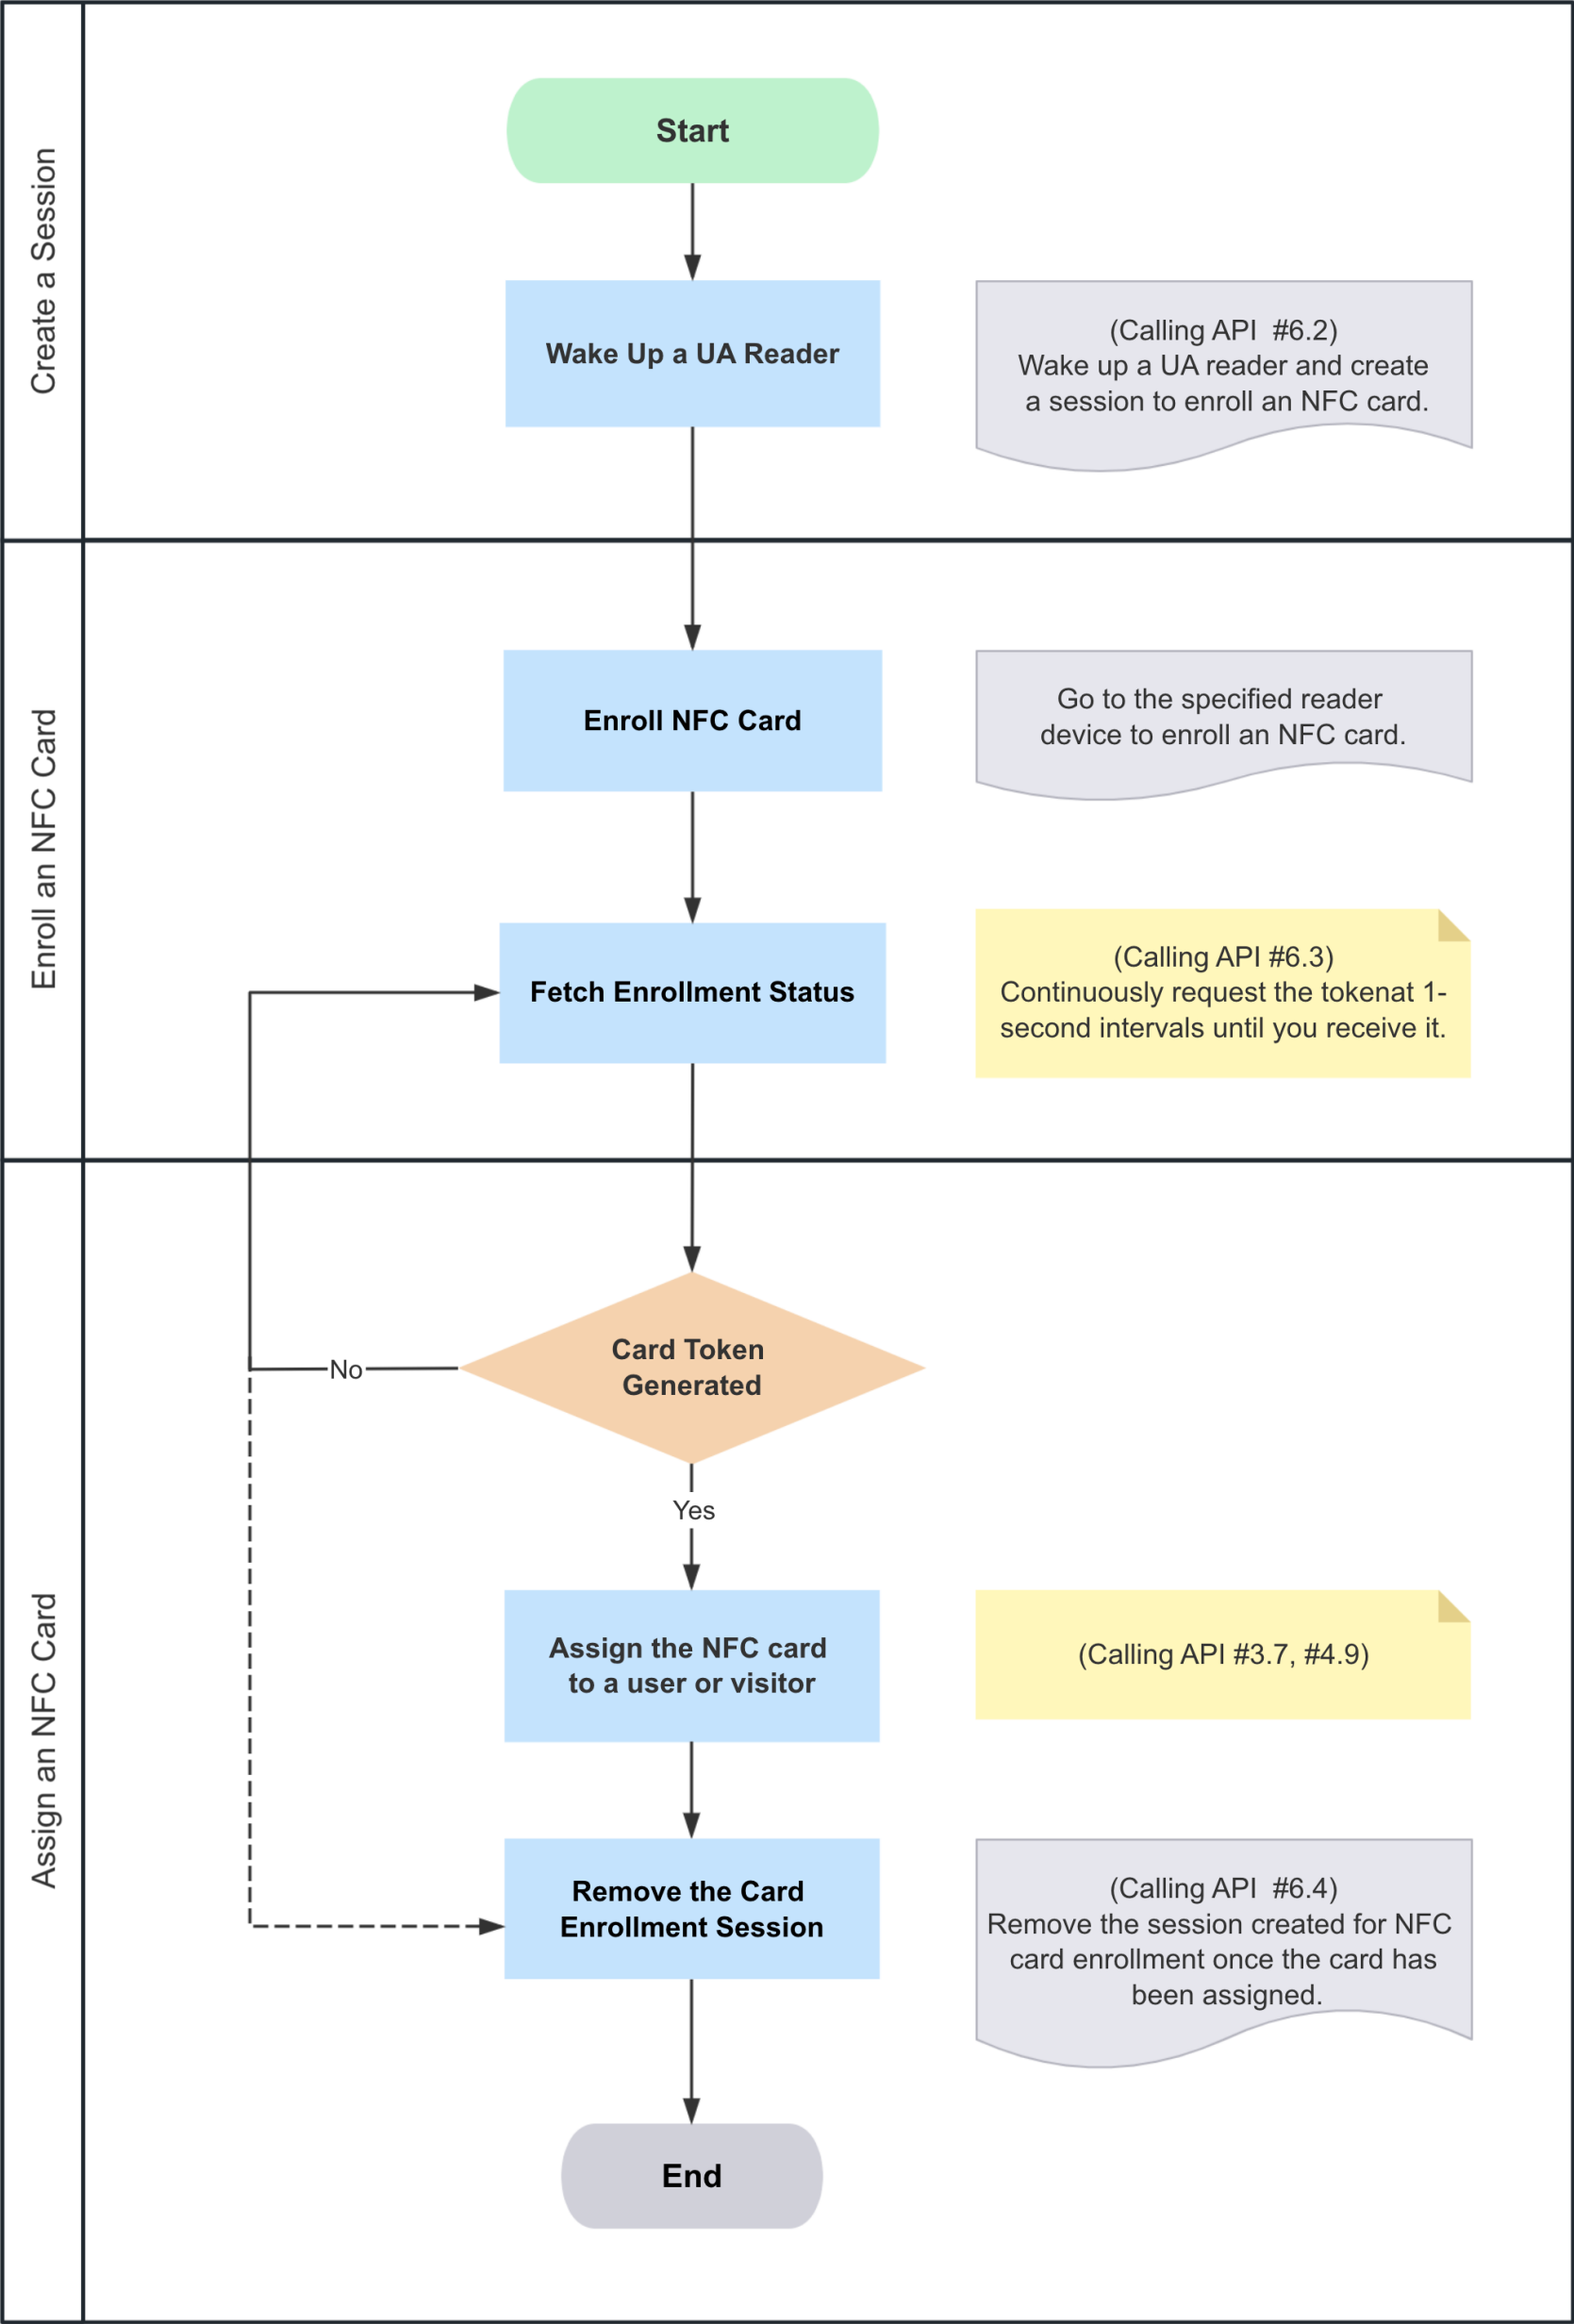 Create a Session
Start
Wake Up a UA Reader
(Calling API  #6.2)
Wake up a UA reader and create
a session to enroll an NFC card.
Enroll an NFC Card
Enroll NFC Card
Go to the specified reader
device to enroll an NFC card.
Fetch Enrollment Status
(Calling API #6.3)
Continuously request the tokenat 1-
second intervals until you receive it.
Assign an NFC Card
Card Token
Generated
No
Yes
Assign the NFC card
to a user or visitor
(Calling API #3.7, #4.9)
Remove the Card
Enrollment Session
(Calling API  #6.4)
Remove the session created for NFC
card enrollment once the card has
been assigned.
End